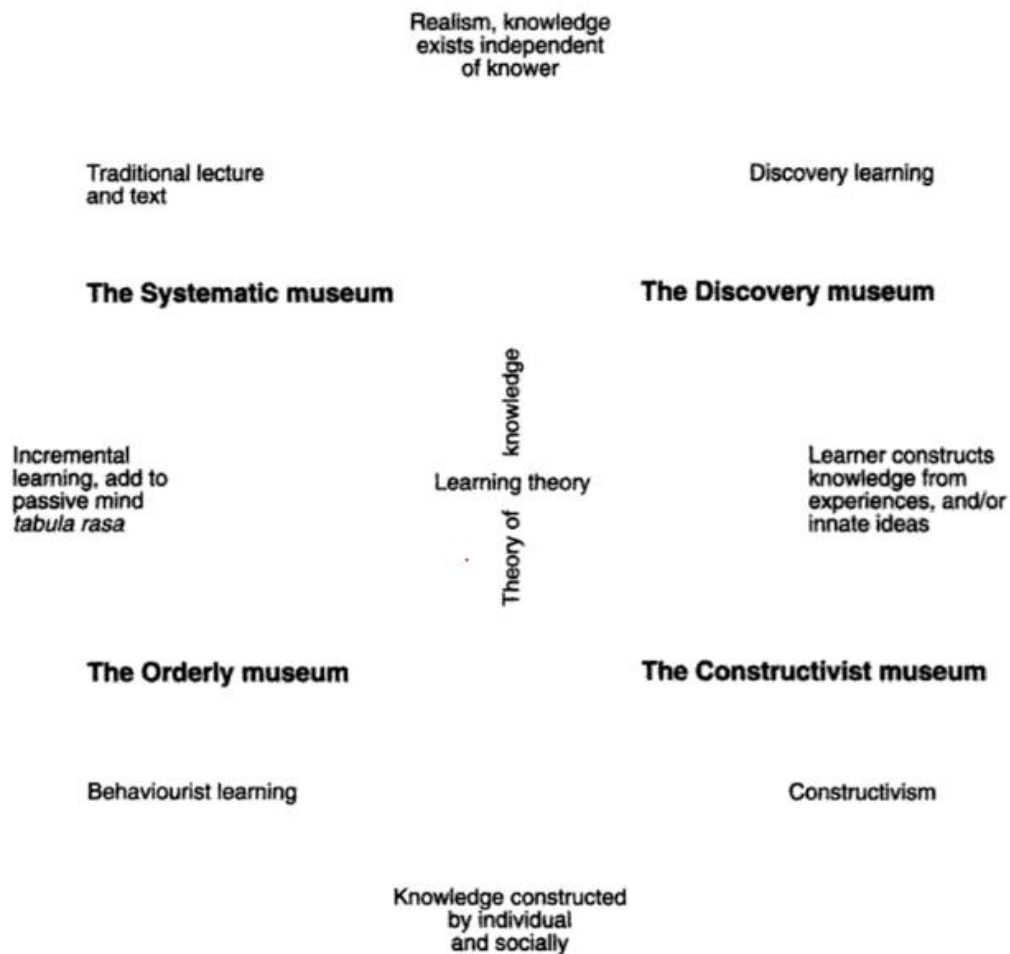 Realism, knowledge
exists independent
of knower
Traditional lecture
and text
Discovery learning
The Systematic museum
The Discovery museum
Theory of knowledge
Incremental
learning, add to
passive mind
tabula rasa
Learning theory
Learner constructs
knowledge from
experiences, and/or
innate ideas
The Orderly museum
The Constructivist museum
Behaviourist learning
Constructivism
Knowledge constructed
by individual
and socially